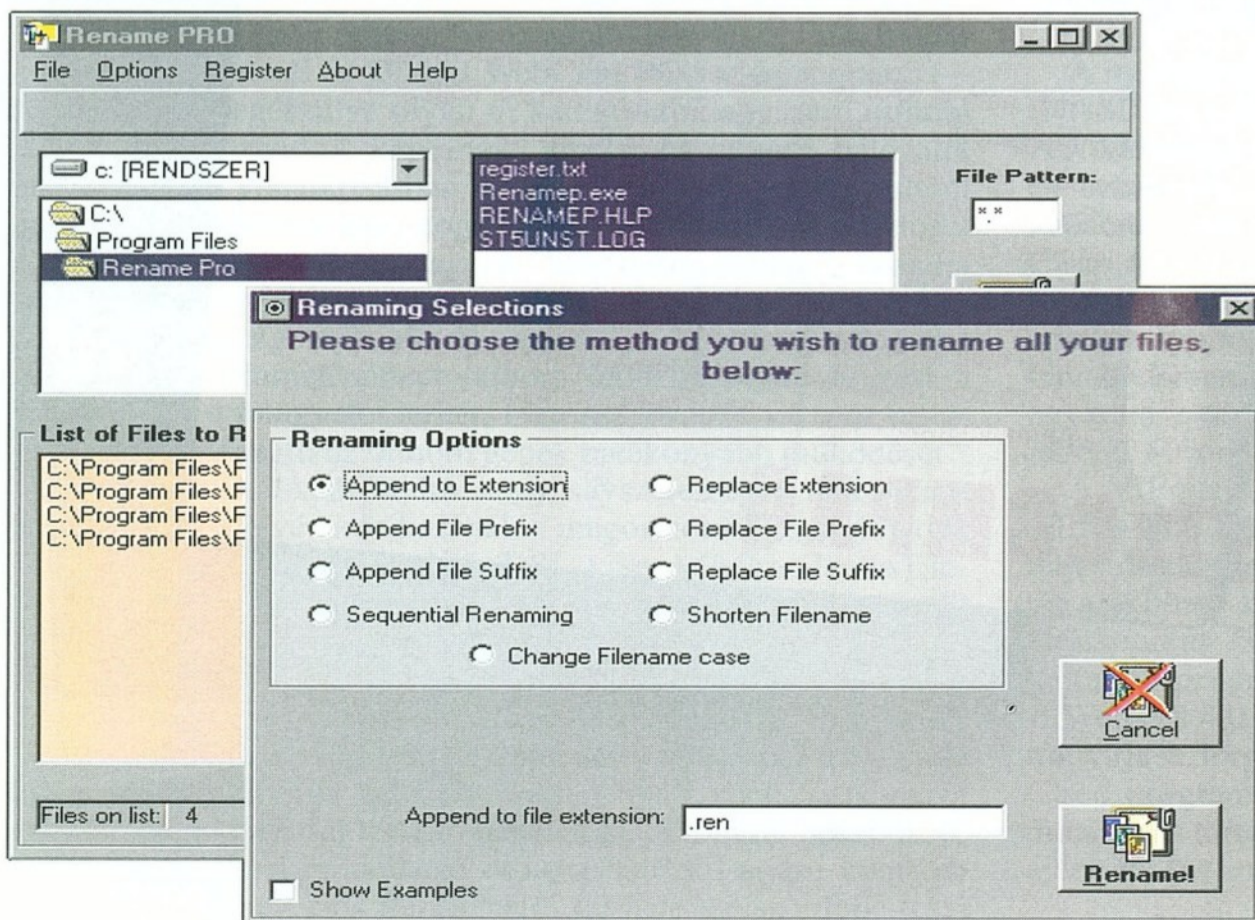 Rename PRO
File Options Register About Help
c: [RENDSZER]
C:\
Program Files
Rename Pro
register.txt
Renamep.exe
RENAMEP.HLP
ST5UNST.LOG
File Pattern:
*.*
List of Files to R
C:\Program Files\F
C:\Program Files\F
C:\Program Files\F
C:\Program Files\F
Files on list: 4
Renaming Selections
Please choose the method you wish to rename all your files,
below:
Renaming Options
Append to Extension
Replace Extension
Append File Prefix
Replace File Prefix
Append File Suffix
Replace File Suffix
Sequential Renaming
Shorten Filename
Change Filename case
Cancel
Append to file extension: .ren
Rename!
Show Examples